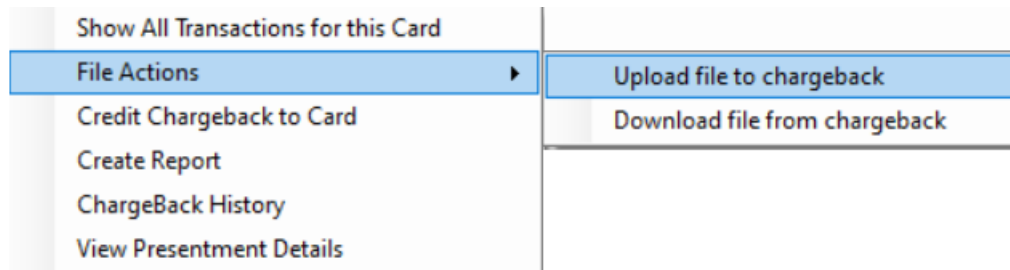 Show All Transactions for this Card
File Actions
Upload file to chargeback
Download file from chargeback
Credit Chargeback to Card
Create Report
ChargeBack History
View Presentment Details